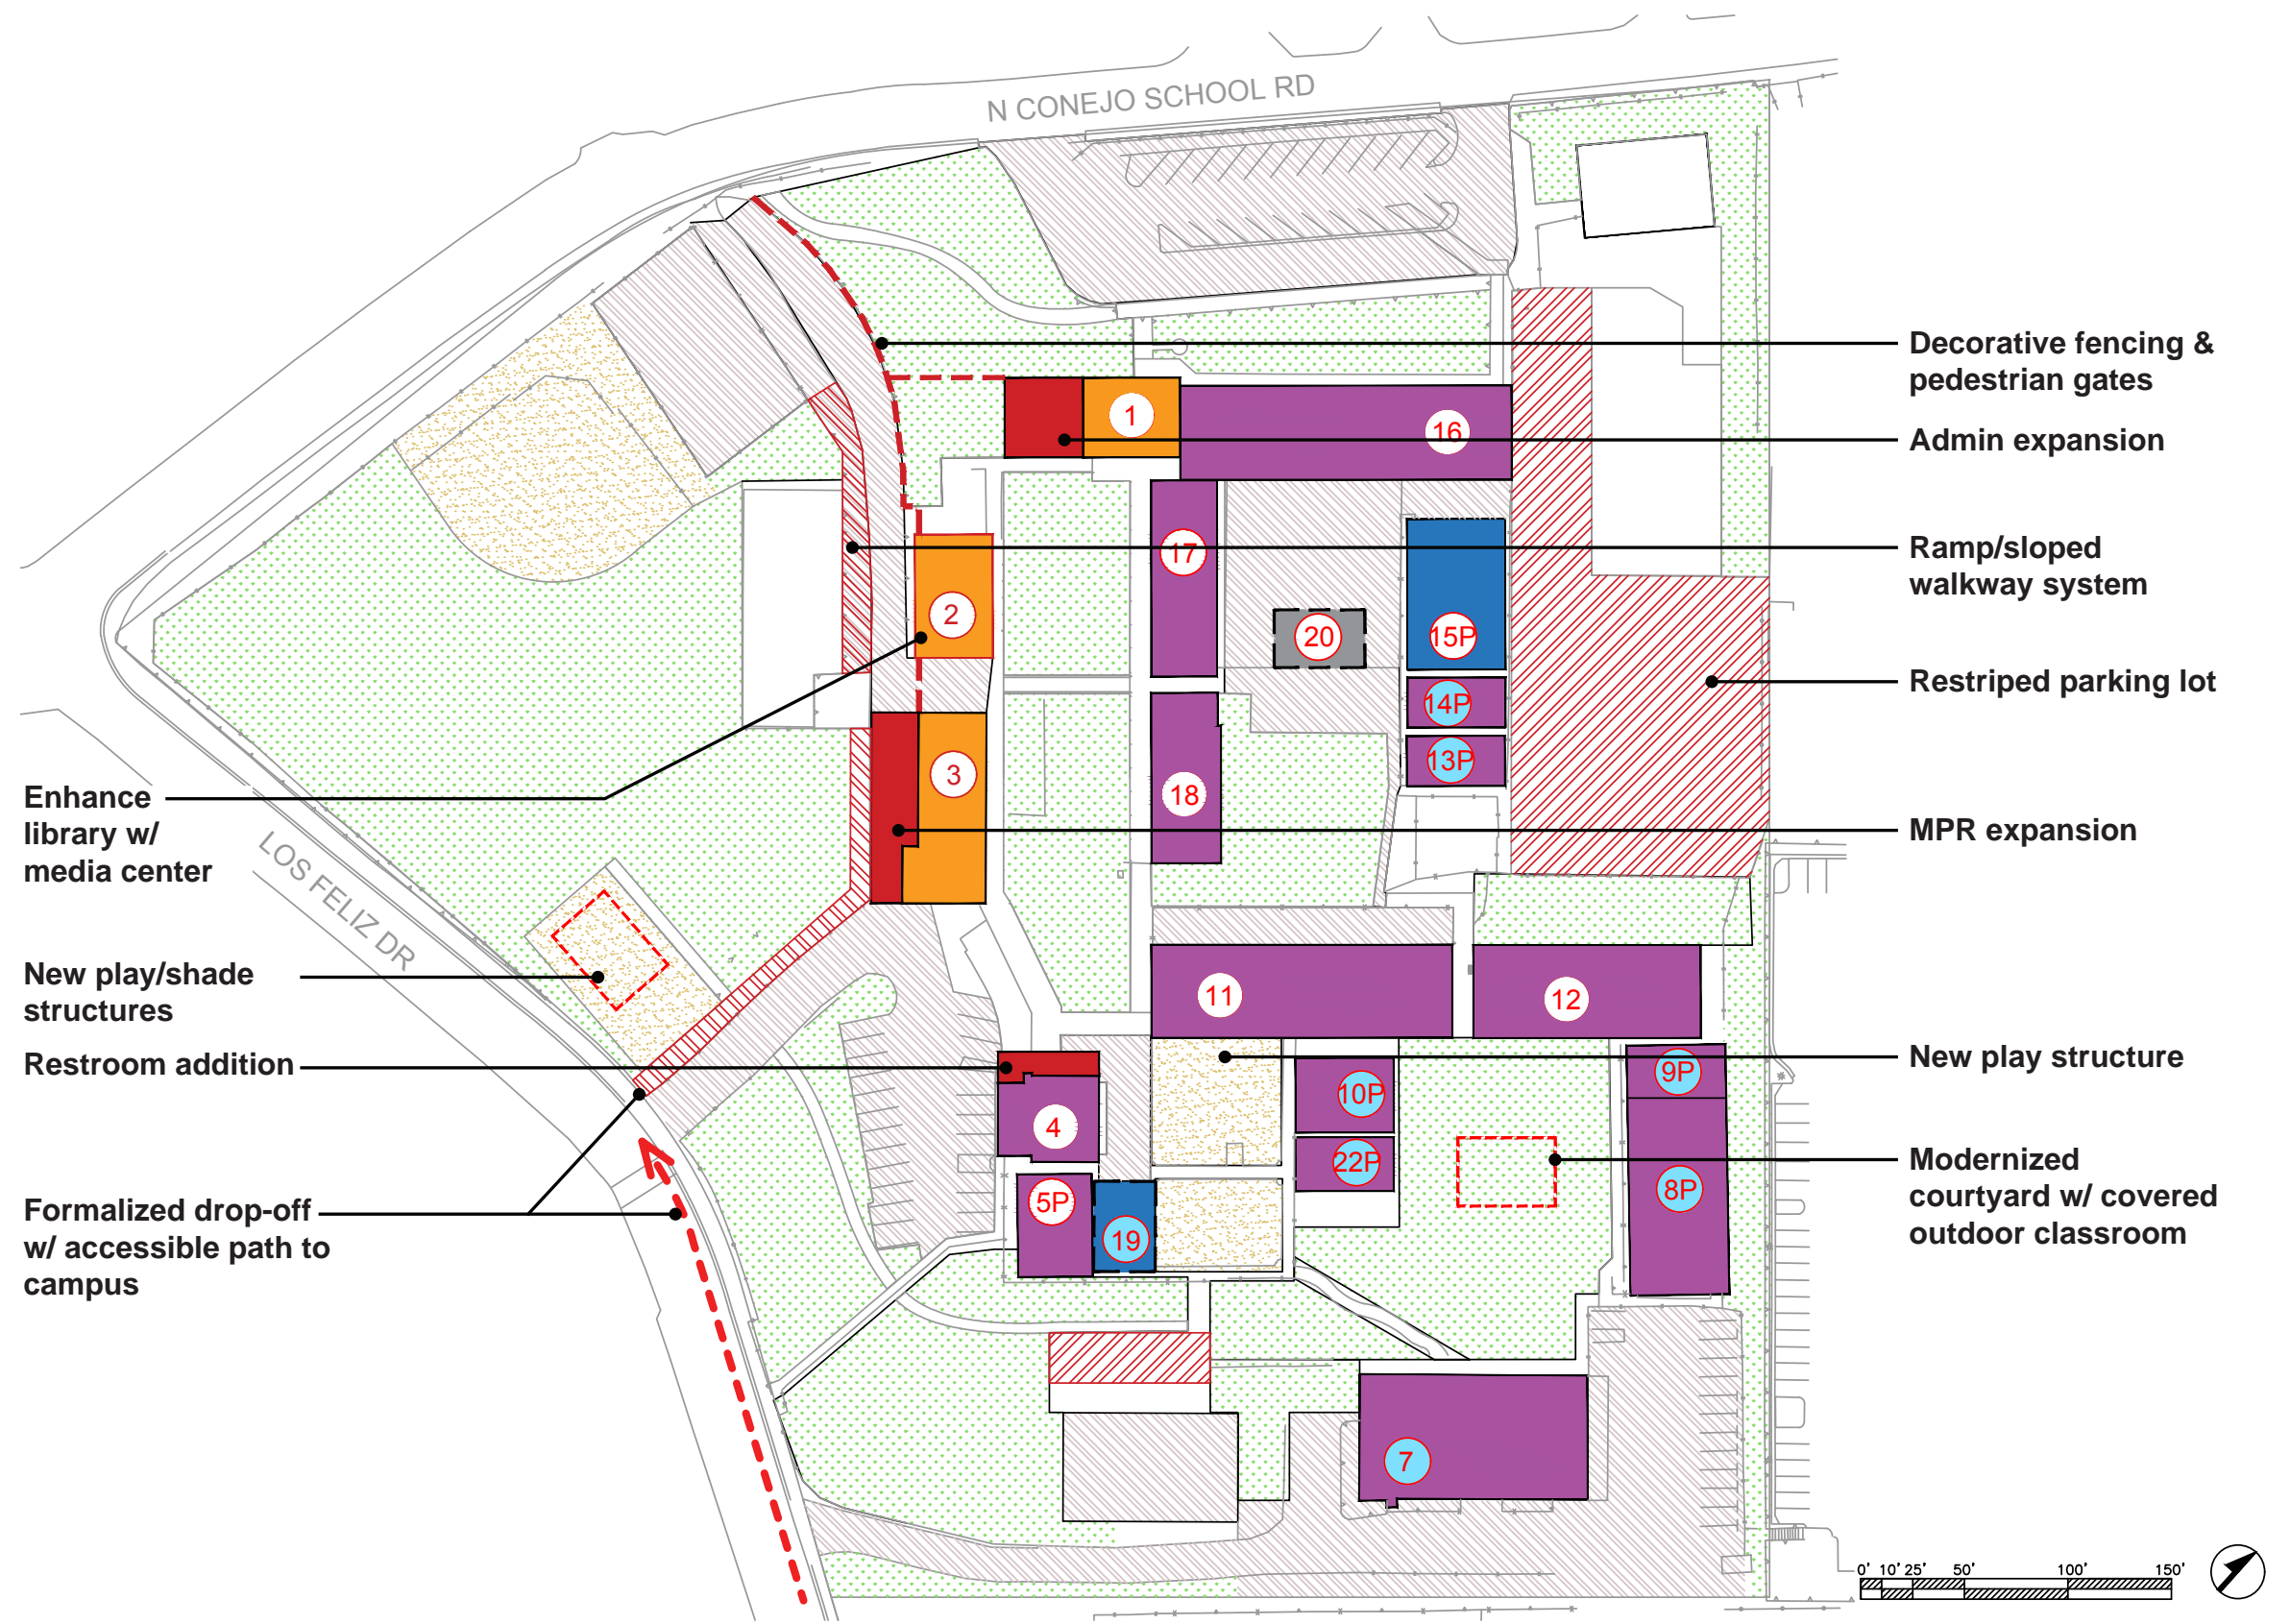 N CONEJO SCHOOL RD
Decorative fencing &
pedestrian gates
1
16
Admin expansion
17
Ramp/sloped
walkway system
2
20
15P
14P
Restriped parking lot
13P
3
18
Enhance
library w/
media center
MPR expansion
LOS FELIZ DR
New play/shade
structures
11
12
Restroom addition
New play structure
9P
10P
4
22P
Modernized
courtyard w/ covered
outdoor classroom
8P
5P
19
Formalized drop-off
w/ accessible path to
campus
7
0' 10' 25' 50' 100' 150'